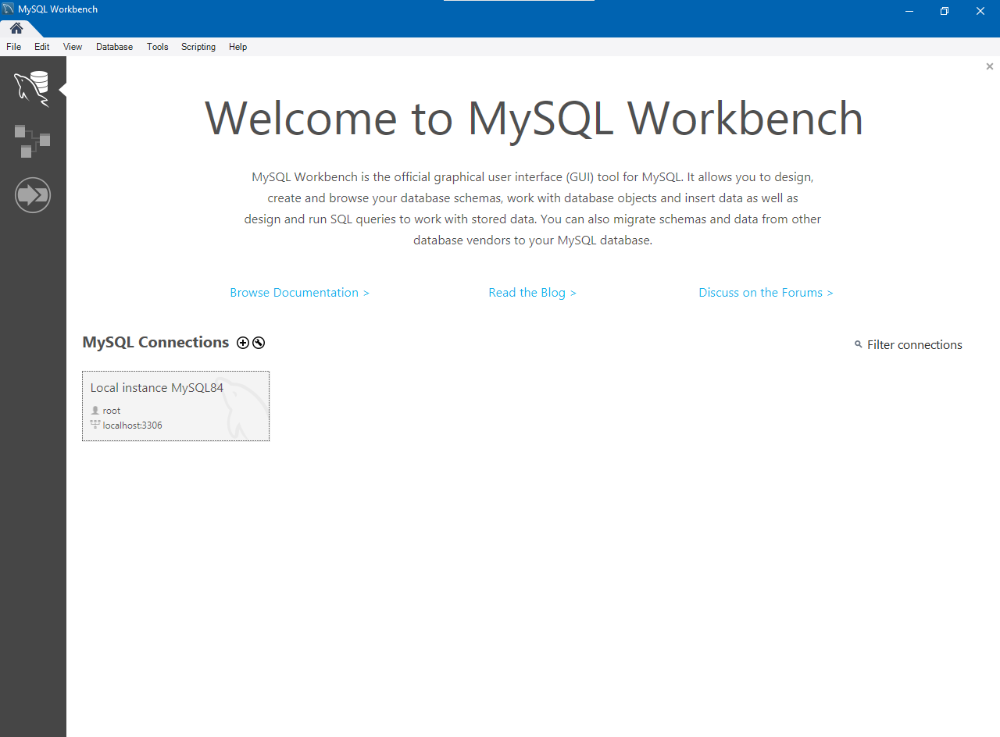 MySQL Workbench
File Edit View Database Tools Scripting Help
Welcome to MySQL Workbench
MySQL Workbench is the official graphical user interface (GUI) tool for MySQL. It allows you to design,
create and browse your database schemas, work with database objects and insert data as well as
design and run SQL queries to work with stored data. You can also migrate schemas and data from other
database vendors to your MySQL database.
Browse Documentation > Read the Blog > Discuss on the Forums >
MySQL Connections Filter connections
Local instance MySQL84
root
localhost:3306